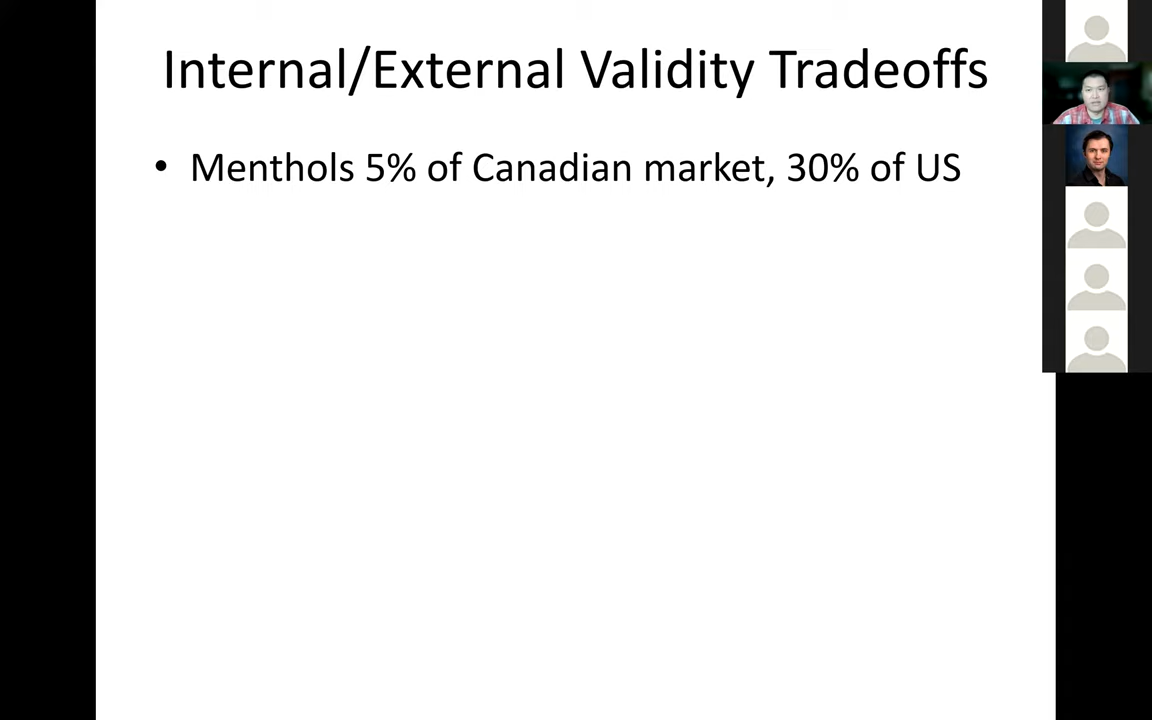 Internal/External Validity Tradeoffs
• Menthols 5% of Canadian market, 30% of US